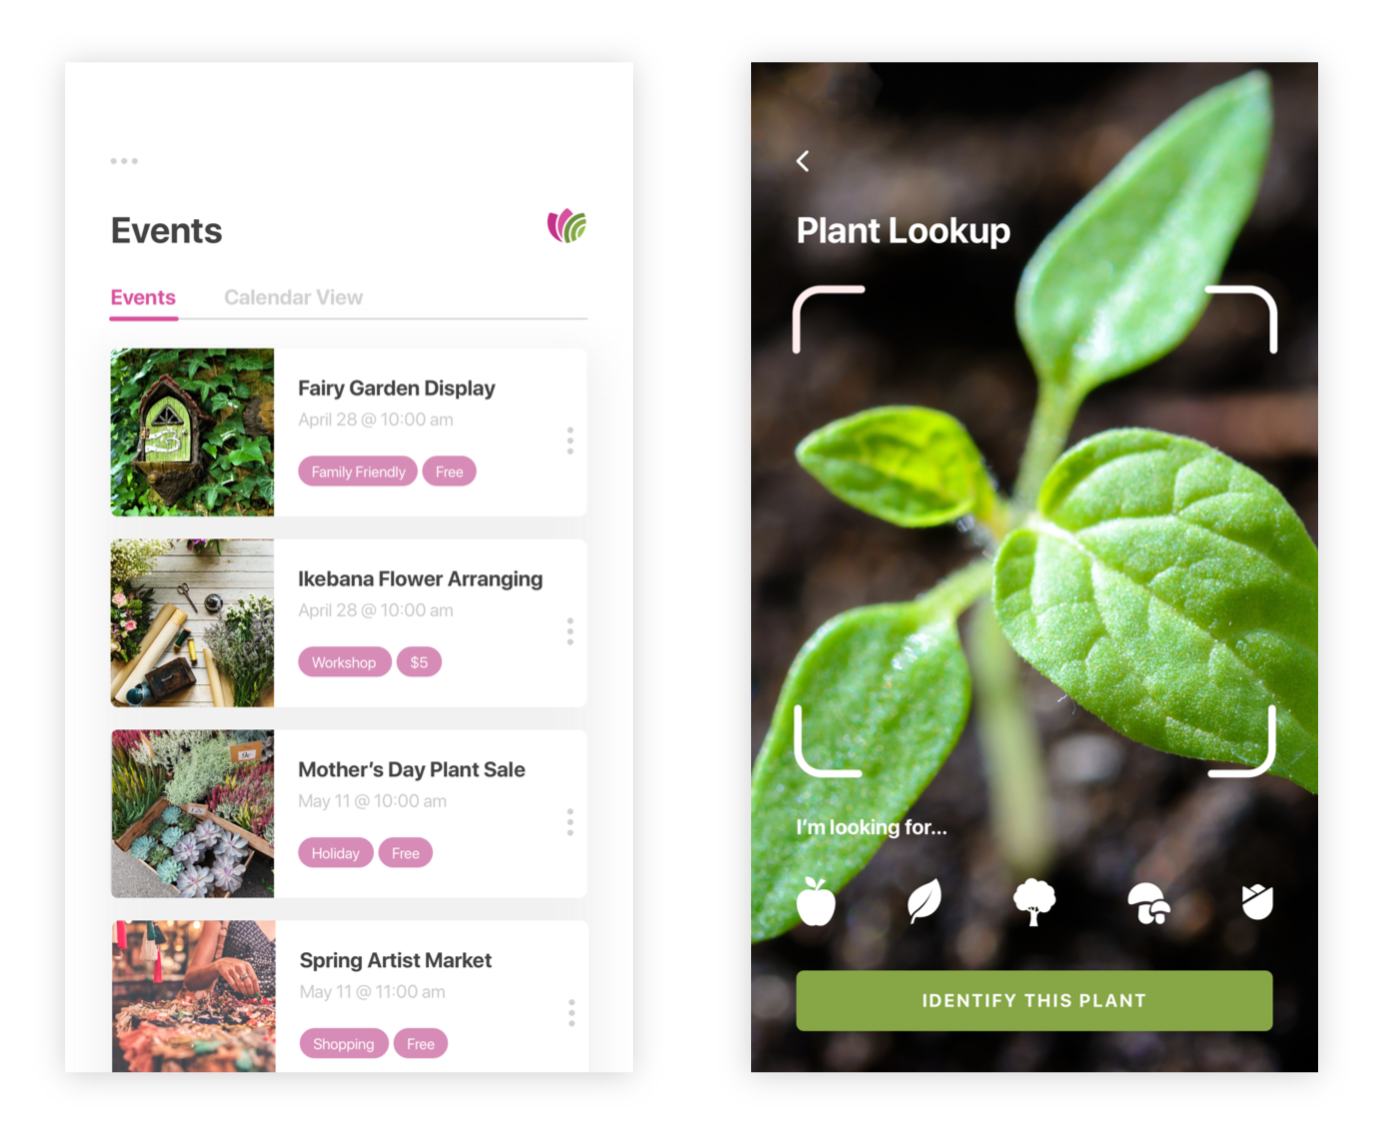 Events
Events
Calendar View
Fairy Garden Display
April 28 @ 10:00 am
Family Friendly
Free
Ikebana Flower Arranging
April 28 @ 10:00 am
Workshop
$5
Mother’s Day Plant Sale
May 11 @ 10:00 am
Holiday
Free
Spring Artist Market
May 11 @ 11:00 am
Shopping
Free
Plant Lookup
I’m looking for...
IDENTIFY THIS PLANT